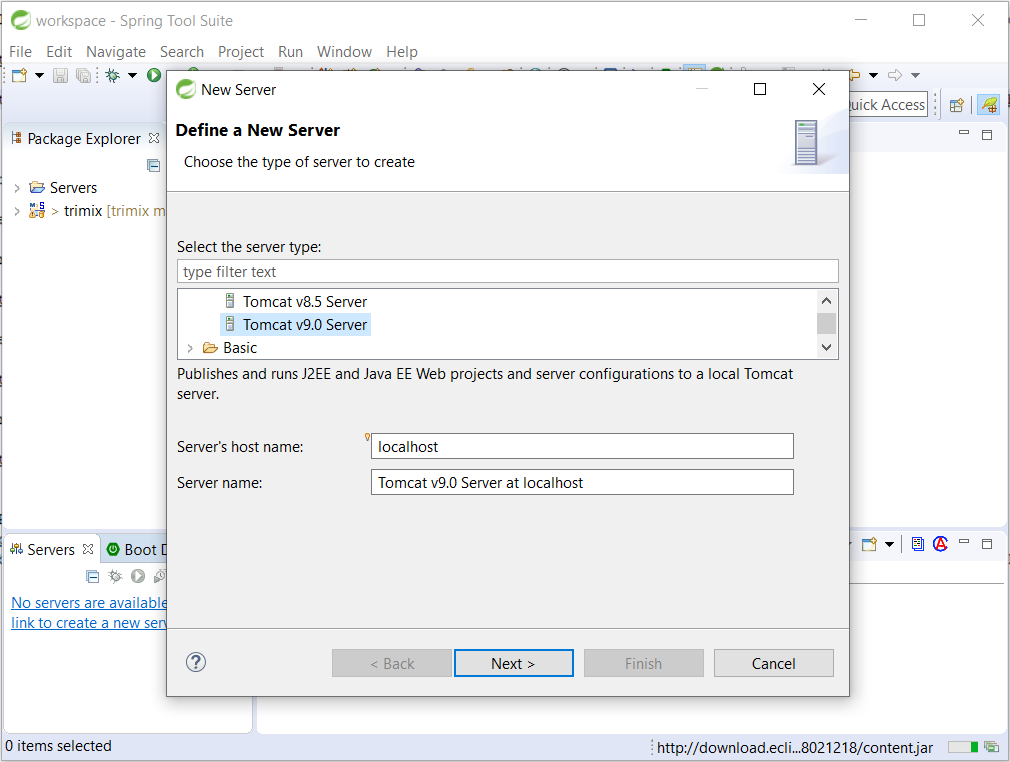 workspace - Spring Tool Suite
File Edit Navigate Search Project Run Window Help
New Server
Quick Access
Define a New Server
Choose the type of server to create
Package Explorer
Servers
> trimix [trimix m
Select the server type:
type filter text
Tomcat v8.5 Server
Tomcat v9.0 Server
Basic
Publishes and runs J2EE and Java EE Web projects and server configurations to a local Tomcat
server.
Server's host name: localhost
Server name: Tomcat v9.0 Server at localhost
Servers Boot D
No servers are available
link to create a new serv
< Back Next > Finish Cancel
0 items selected
http://download.ecli...8021218/content.jar